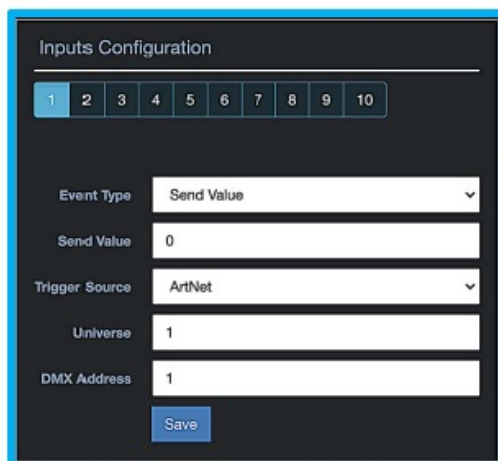 Inputs Configuration
1 2 3 4 5 6 7 8 9 10
Event Type Send Value
Send Value 0
Trigger Source ArtNet
Universe 1
DMX Address 1
Save